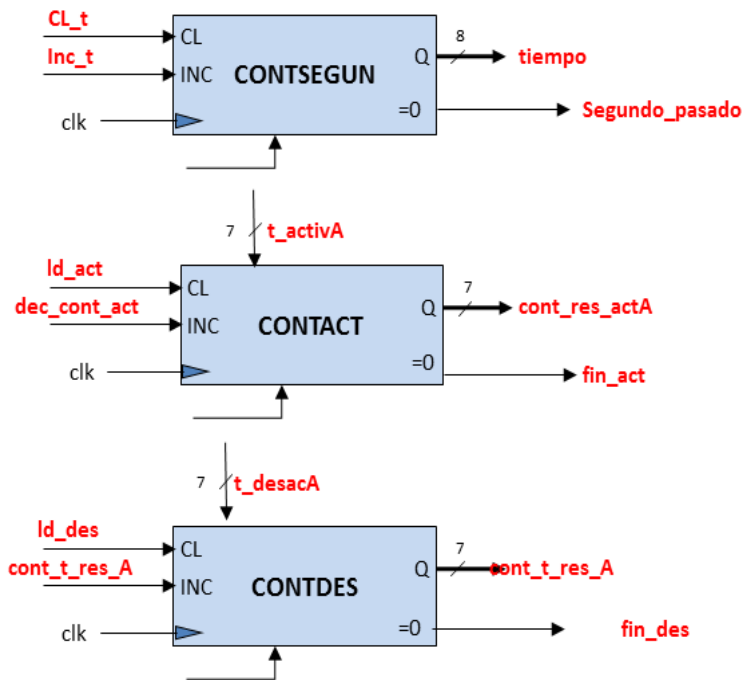 CL_t
CL
8
Inc_t
Q
tiempo
INC
CONTSEGUN
=0
Segundo_pasado
clk
7
t_activA
ld_act
CL
7
dec_cont_act
Q
cont_res_actA
INC
CONTACT
=0
clk
fin_act
7
t_desacA
ld_des
CL
7
cont_t_res_A
Q
cont_t_res_A
INC
CONTDES
=0
fin_des
clk